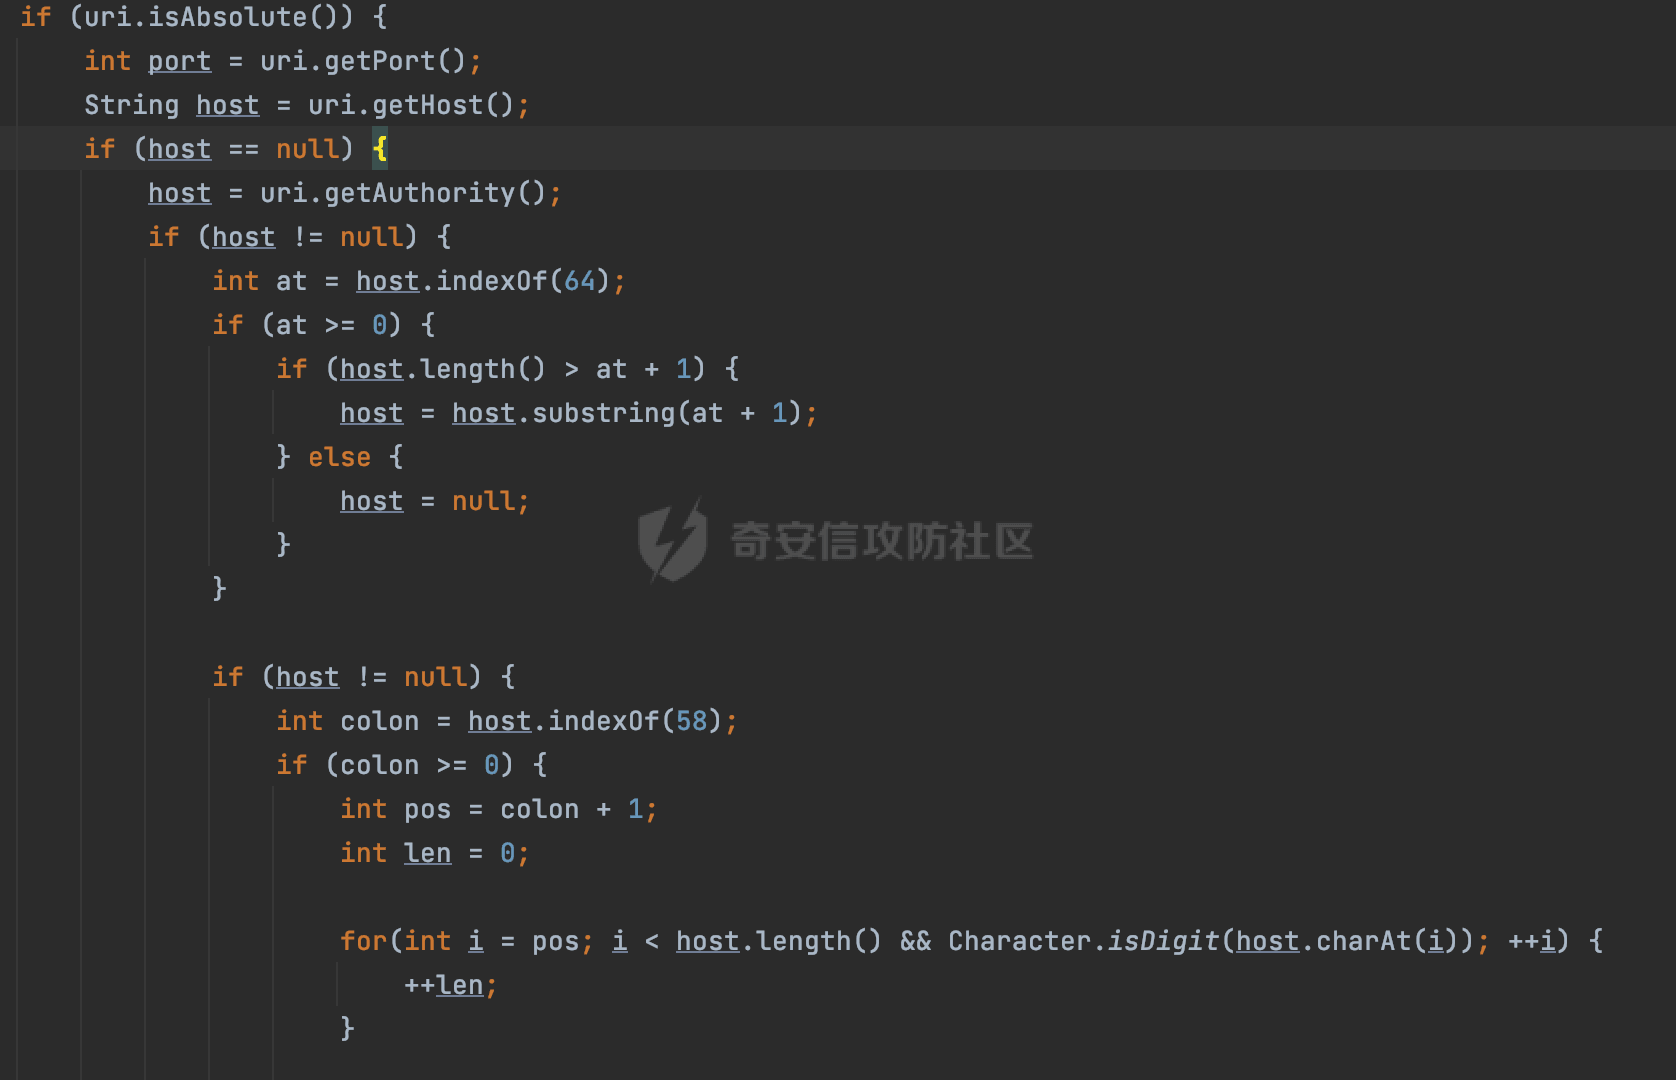 if (uri.isAbsolute()) {
int port = uri.getPort();
String host = uri.getHost();
if (host == null) {
host = uri.getAuthority();
if (host != null) {
int at = host.indexOf(64);
if (at >= 0) {
if (host.length() > at + 1) {
host = host.substring(at + 1);
} else {
host = null;
}
}
奇安信攻防社区
if (host != null) {
int colon = host.indexOf(58);
if (colon >= 0) {
int pos = colon + 1;
int len = 0;
for(int i = pos; i < host.length() && Character.isDigit(host.charAt(i)); ++i) {
++len;
}